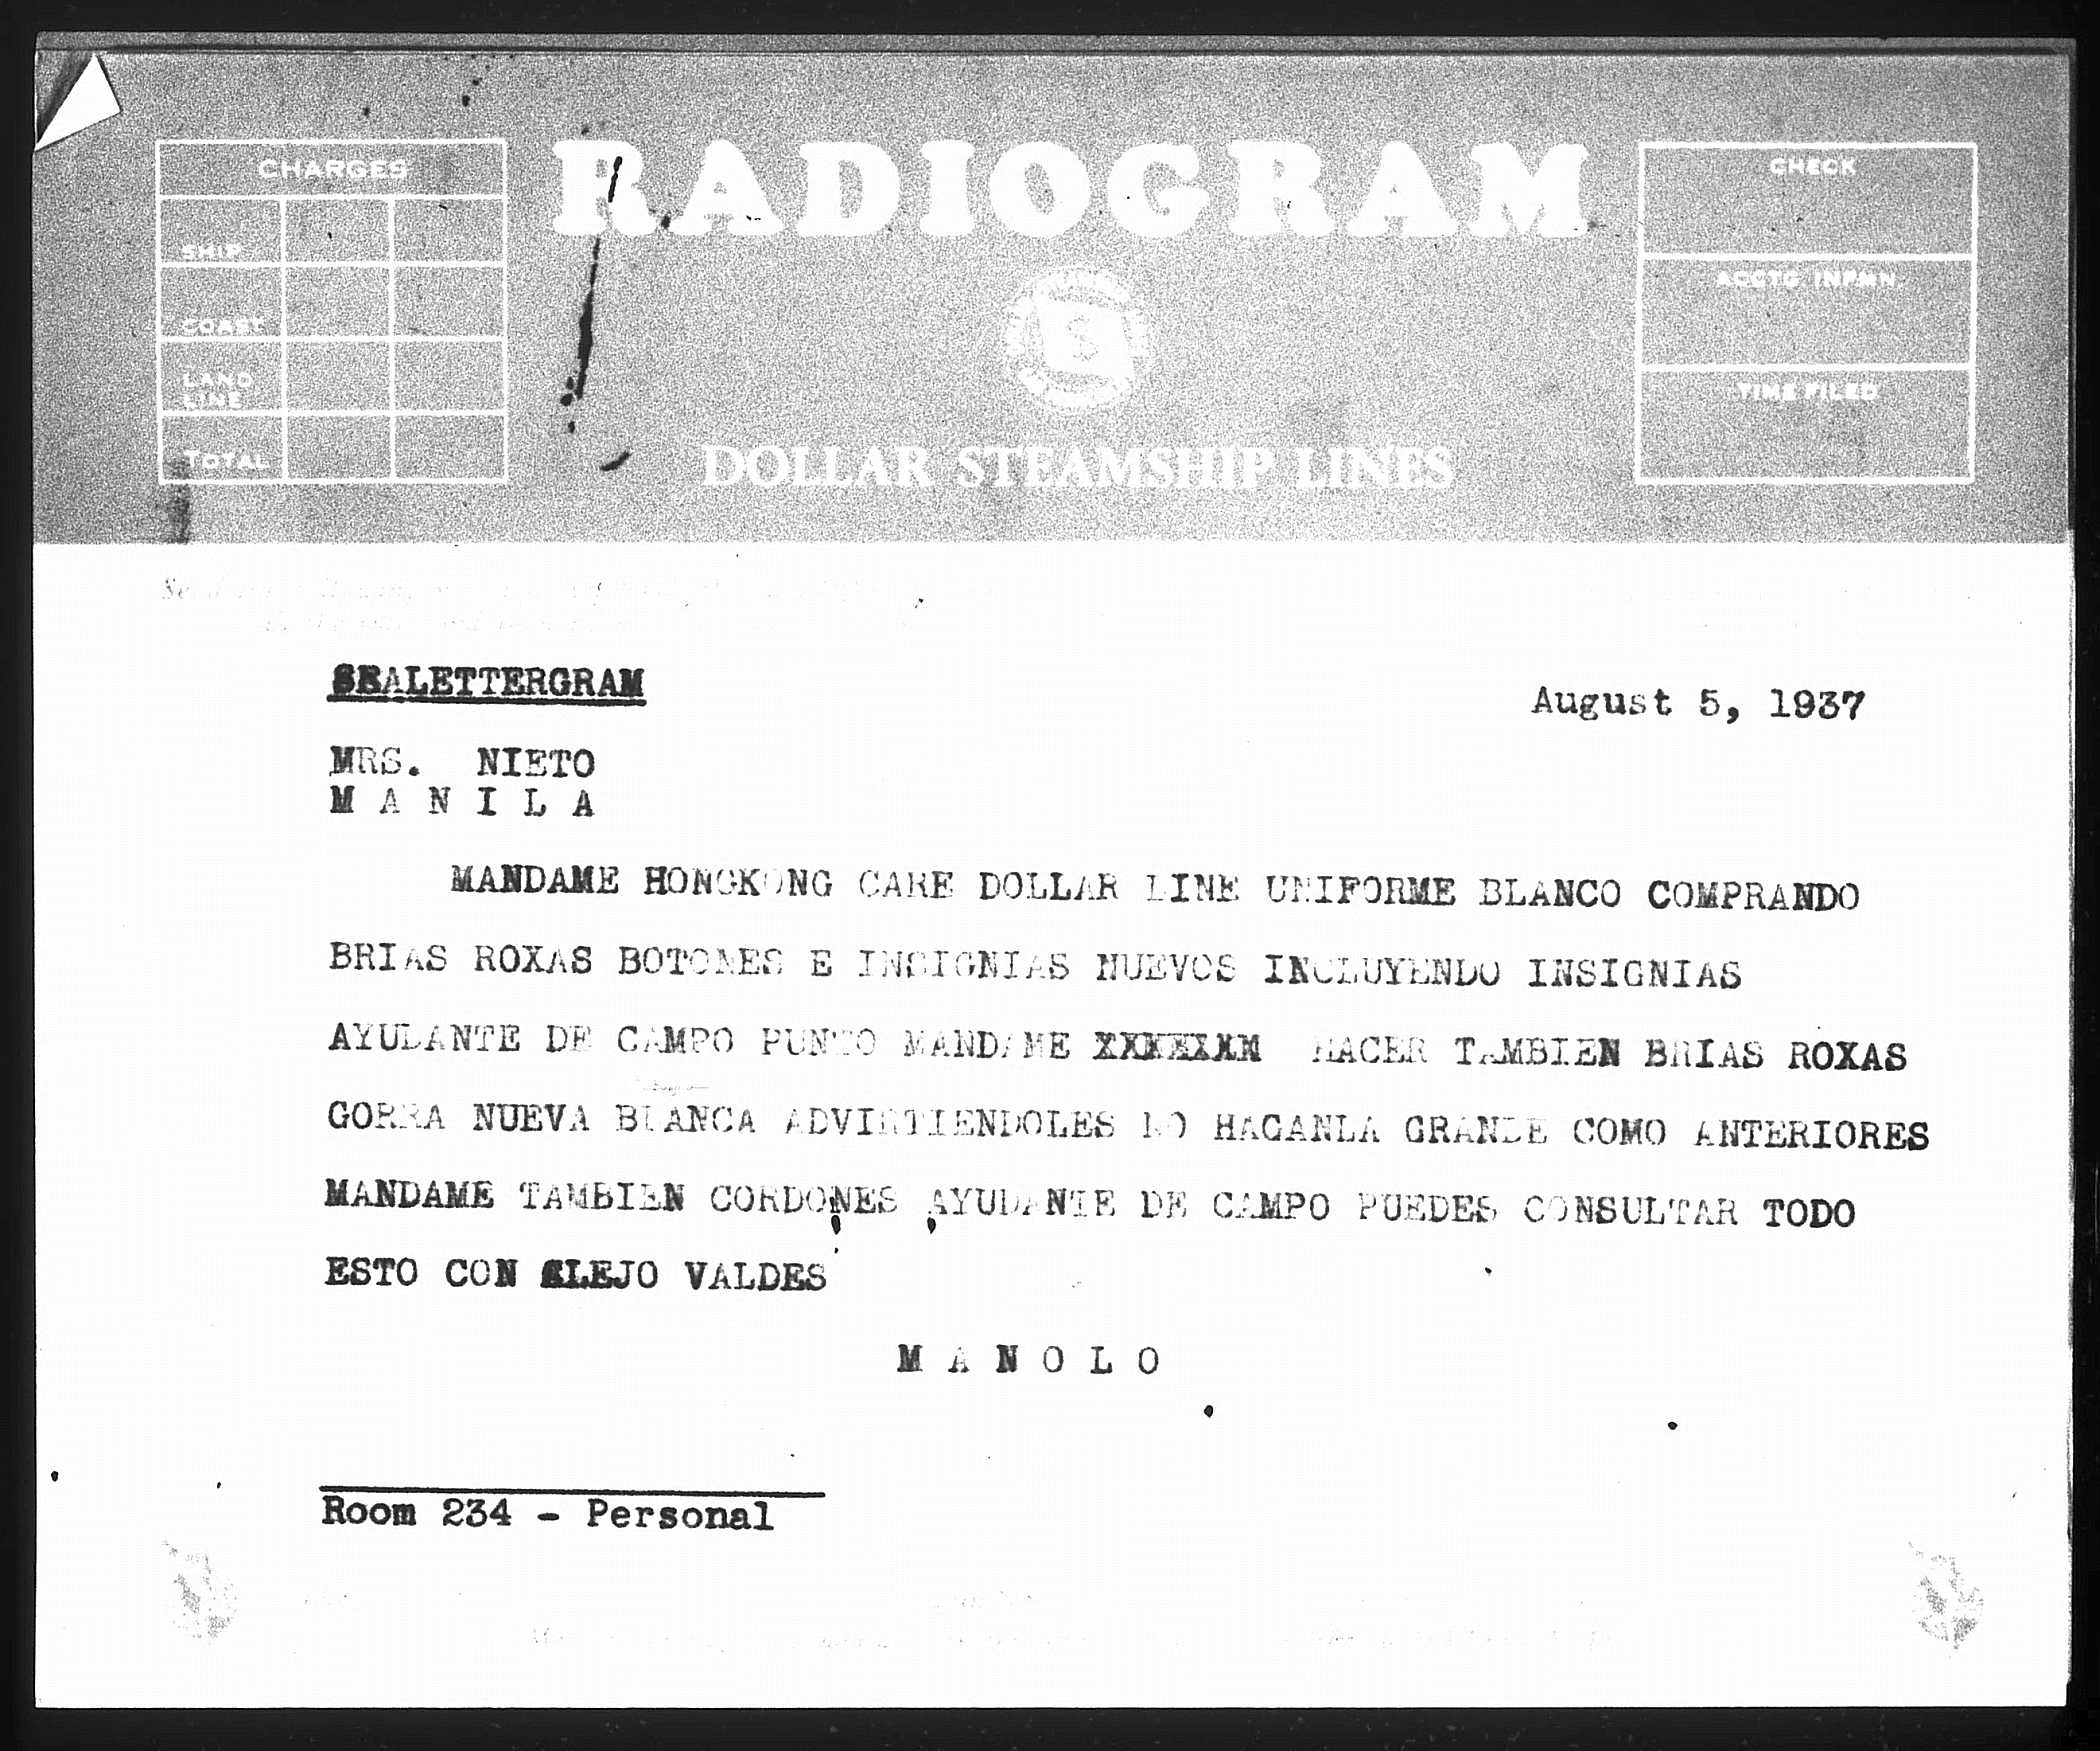 CHARGES
SHIP
COAST
LAND
LINE
TOTAL
RADIOGRAM
$
DOLLAR STEAMSHIP LINES
CHECK
ACCTG. INFMN.
TIME FILED
SEALETTERGRAM
August 5, 1937
MRS. NIETO
M A N I L A
MANDAME HONGKONG CARE DOLLAR LINE UNIFORME BLANCO COMPRANDO
BRIAS ROXAS BOTONES E INSIGNIAS NUEVOS INCLUYENDO INSIGNIAS
AYUDANTE DE CAMPO PUNTO MANDAME HACER TAMBIEN BRIAS ROXAS
GORRA NUEVA BLANCA ADVIRTIENDOLES NO HAGANLA GRANDE COMO ANTERIORES
MANDAME TAMBIEN CORDONES AYUDANTE DE CAMPO PUEDES CONSULTAR TODO
ESTO CON ALEJO VALDES
M A N O L O
Room 234 - Personal